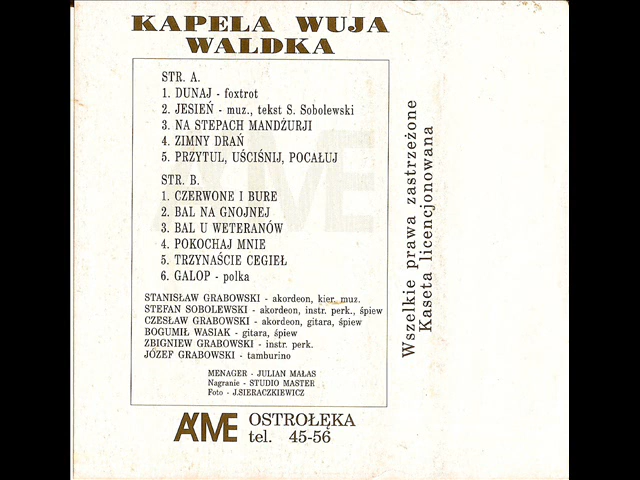 KAPELA WUJA
WALDKA
STR. A.
1. DUNAJ - foxtrot
2. JESIEŃ - muz., tekst S. Sobolewski
3. NA STEPACH MANDŻURJI
4. ZIMNY DRAŃ
5. PRZYTUL, UŚCIŚNIJ, POCAŁUJ
STR. B.
1. CZERWONE I BURE
2. BAL NA GNOJNEJ
3. BAL U WETERANÓW
4. POKOCHAJ MNIE
5. TRZYNAŚCIE CEGIEŁ
6. GALOP - polka
STANISŁAW GRABOWSKI - akordeon, kier. muz.
STEFAN SOBOLEWSKI - akordeon, instr. perk., śpiew
CZESŁAW GRABOWSKI - akordeon, gitara, śpiew
BOGUMIŁ WASIAK - gitara, śpiew
ZBIGNIEW GRABOWSKI - instr. perk.
JÓZEF GRABOWSKI - tamburino
MENAGER - JULIAN MAŁAS
Nagranie - STUDIO MASTER
Foto - J.SIERACZKIEWICZ
AYME OSTROŁĘKA
tel. 45-56
Wszelkie prawa zastrzeżone
Kaseta licencjonowana